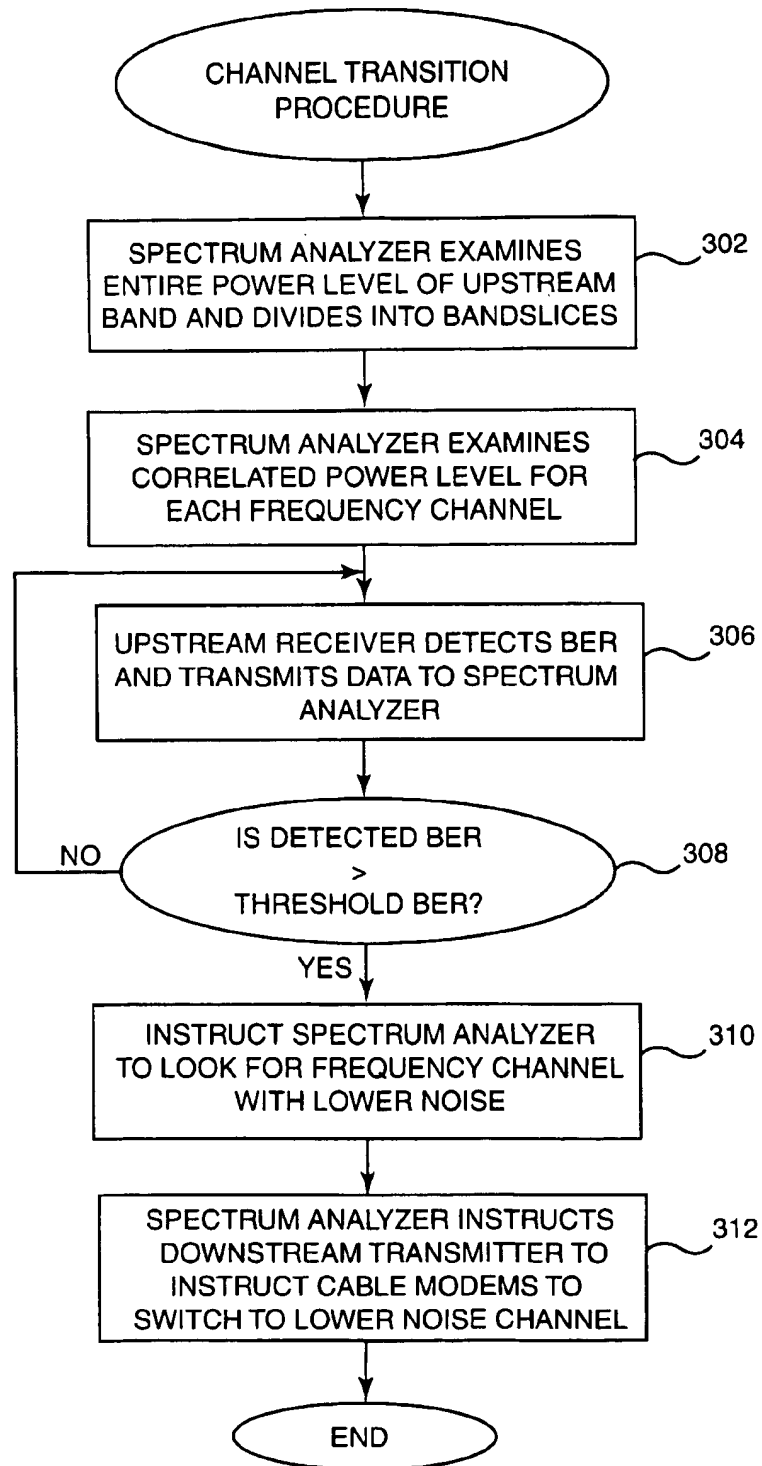 CHANNEL TRANSITION
PROCEDURE
SPECTRUM ANALYZER EXAMINES
ENTIRE POWER LEVEL OF UPSTREAM
BAND AND DIVIDES INTO BANDSLICES
302
SPECTRUM ANALYZER EXAMINES
CORRELATED POWER LEVEL FOR
EACH FREQUENCY CHANNEL
304
UPSTREAM RECEIVER DETECTS BER
AND TRANSMITS DATA TO SPECTRUM
ANALYZER
306
IS DETECTED BER
>
THRESHOLD BER?
308
NO
YES
INSTRUCT SPECTRUM ANALYZER
TO LOOK FOR FREQUENCY CHANNEL
WITH LOWER NOISE
310
SPECTRUM ANALYZER INSTRUCTS
DOWNSTREAM TRANSMITTER TO
INSTRUCT CABLE MODEMS TO
SWITCH TO LOWER NOISE CHANNEL
312
END